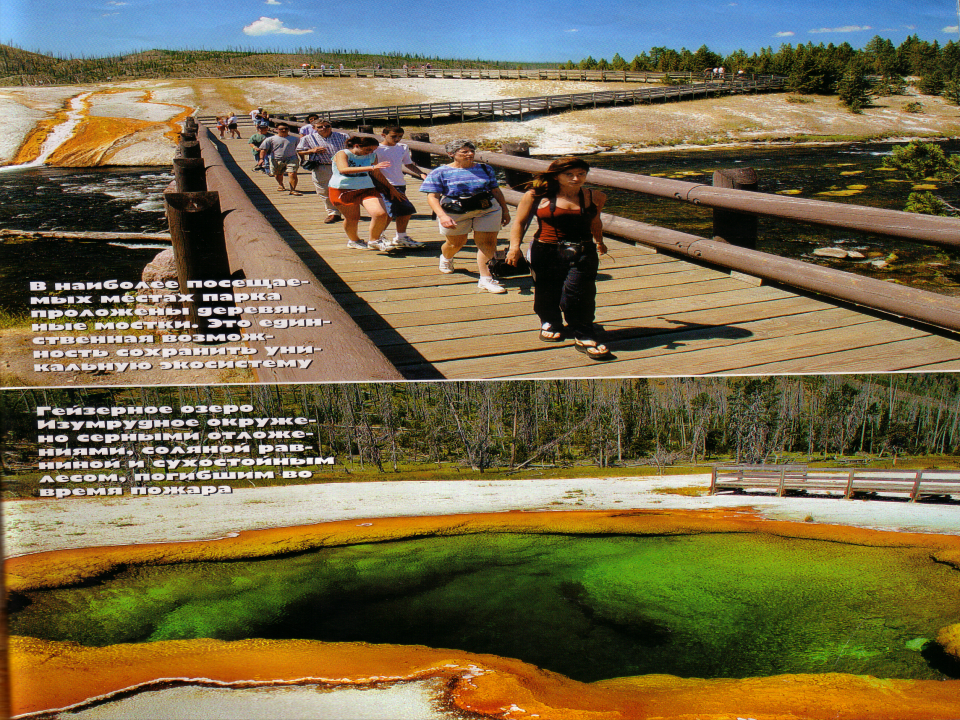 В наиболее посещае-
мых местах парка
проложены деревян-
ные мостки. Это един-
ственная возмож-
ность сохранить уни-
кальную экосистему
Гейзерное озеро
Изумрудное окруже-
но серными отложе-
ниями, соляной рав-
ниной и сухостойным
лесом, погибшим во
время пожара